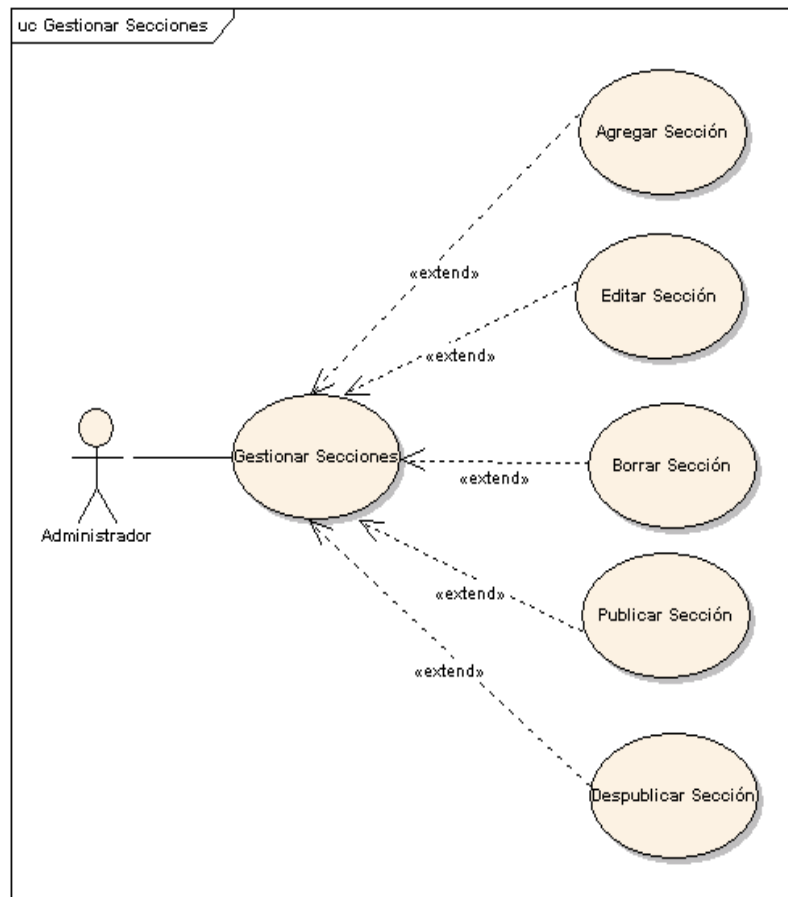 uc Gestionar Secciones
Agregar Sección
«extend»
Editar Sección
«extend»
Gestionar Secciones
Borrar Sección
«extend»
Administrador
Publicar Sección
«extend»
«extend»
Despublicar Sección